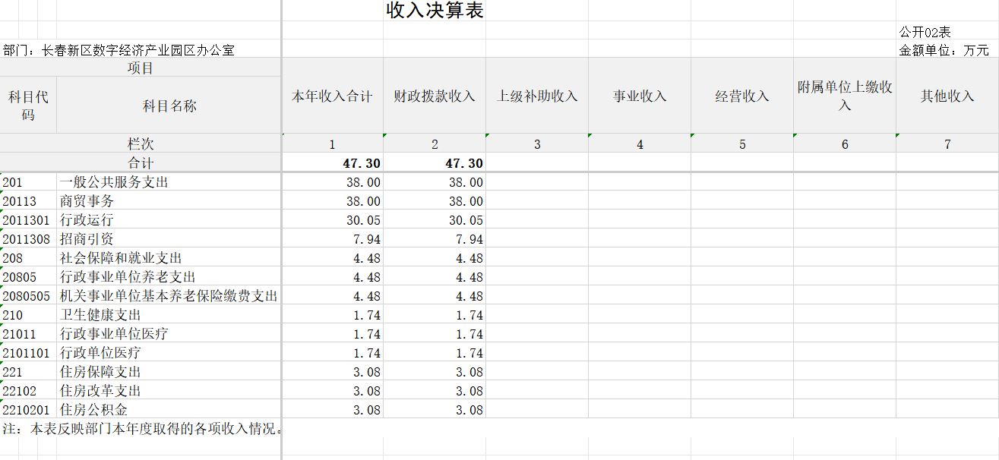 收入决算表
公开02表
部门：长春新区数字经济产业园区办公室 金额单位：万元
项目 本年收入合计 财政拨款收入 上级补助收入 事业收入 经营收入 附属单位上缴收入 其他收入
科目代码 科目名称
栏次 1 2 3 4 5 6 7
合计 47.30 47.30
201 一般公共服务支出 38.00 38.00
20113 商贸事务 38.00 38.00
2011301 行政运行 30.05 30.05
2011308 招商引资 7.94 7.94
208 社会保障和就业支出 4.48 4.48
20805 行政事业单位养老支出 4.48 4.48
2080505 机关事业单位基本养老保险缴费支出 4.48 4.48
210 卫生健康支出 1.74 1.74
21011 行政事业单位医疗 1.74 1.74
2101101 行政单位医疗 1.74 1.74
221 住房保障支出 3.08 3.08
22102 住房改革支出 3.08 3.08
2210201 住房公积金 3.08 3.08
注：本表反映部门本年度取得的各项收入情况。